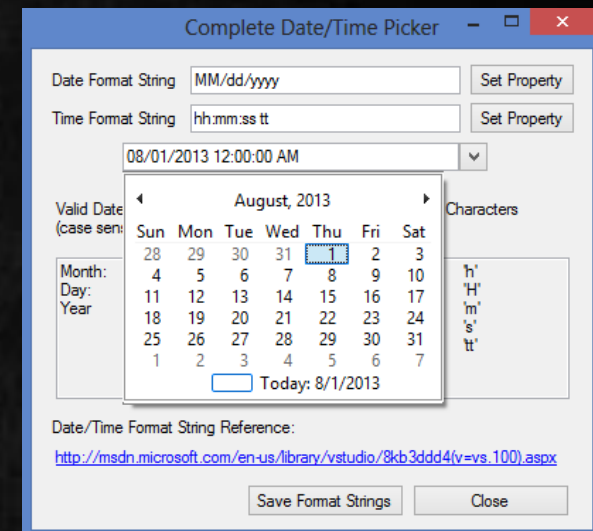 Complete Date/Time Picker
Date Format String MM/dd/yyyy Set Property
Time Format String hh:mm:ss tt Set Property
08/01/2013 12:00:00 AM
August, 2013
Valid Date Characters
(case
Sun Mon Tue Wed Thu Fri Sat
28 29 30 31 1 2 3
4 5 6 7 8 9 10
11 12 13 14 15 16 17
18 19 20 21 22 23 24
25 26 27 28 29 30 31
1 2 3 4 5 6 7
Today: 8/1/2013
Month: 'h'
Day: 'H'
Year 'm'
's'
'tt'
Date/Time Format String Reference:
http://msdn.microsoft.com/en-us/library/vstudio/8kb3ddd4(v=vs.100).aspx
Save Format Strings Close